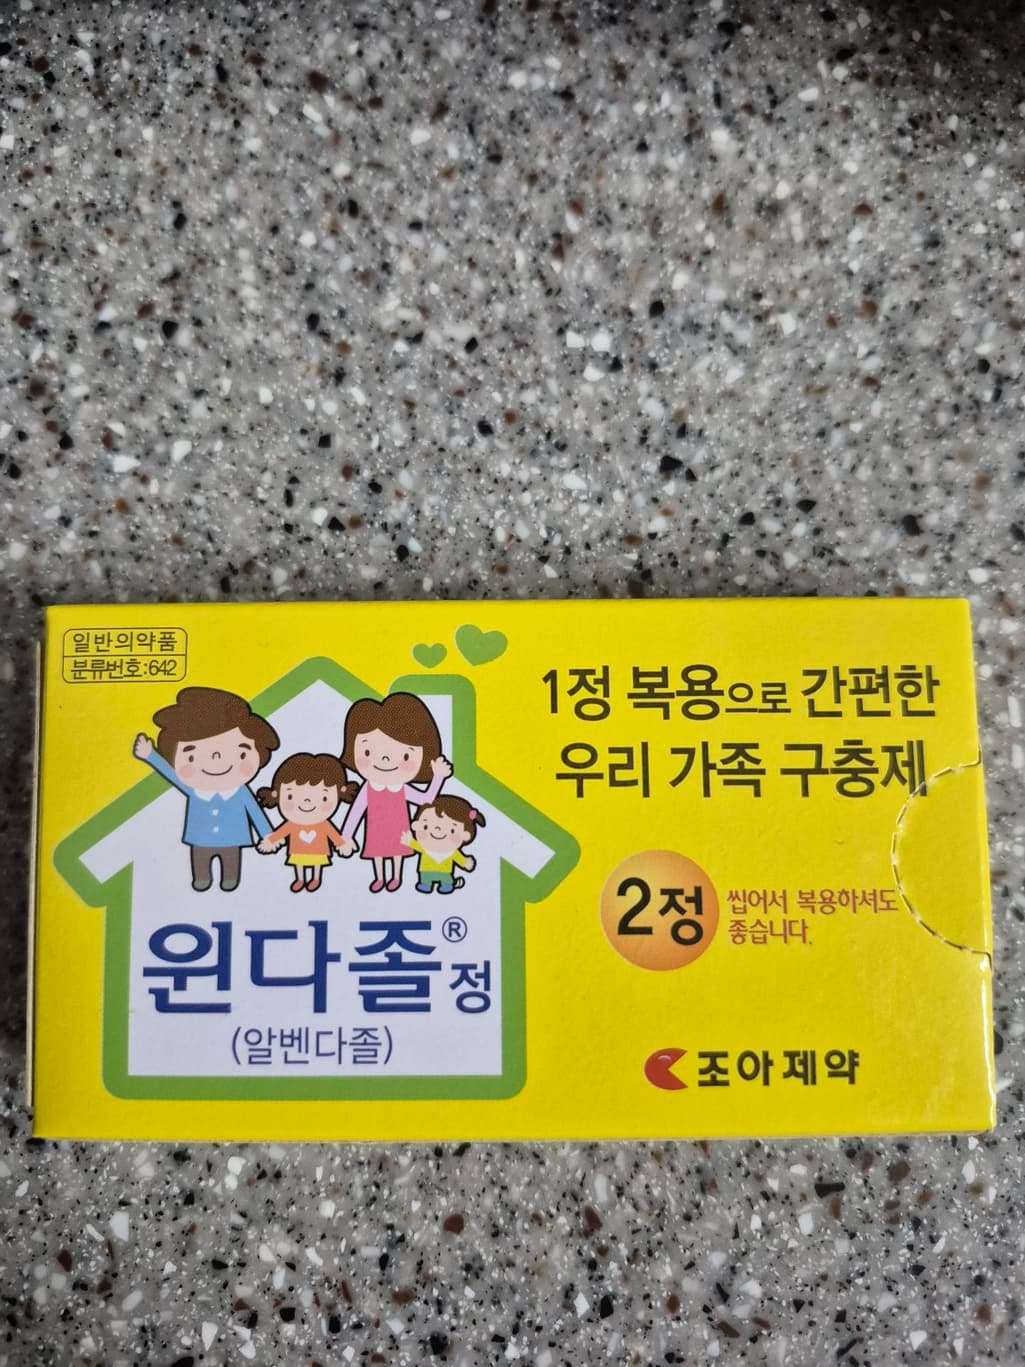 일반의약품
분류번호:642
1정 복용으로 간편한
우리 가족 구충제
2정
씹어서 복용하셔도
좋습니다.
윈다졸®정
(알벤다졸)
조아제약